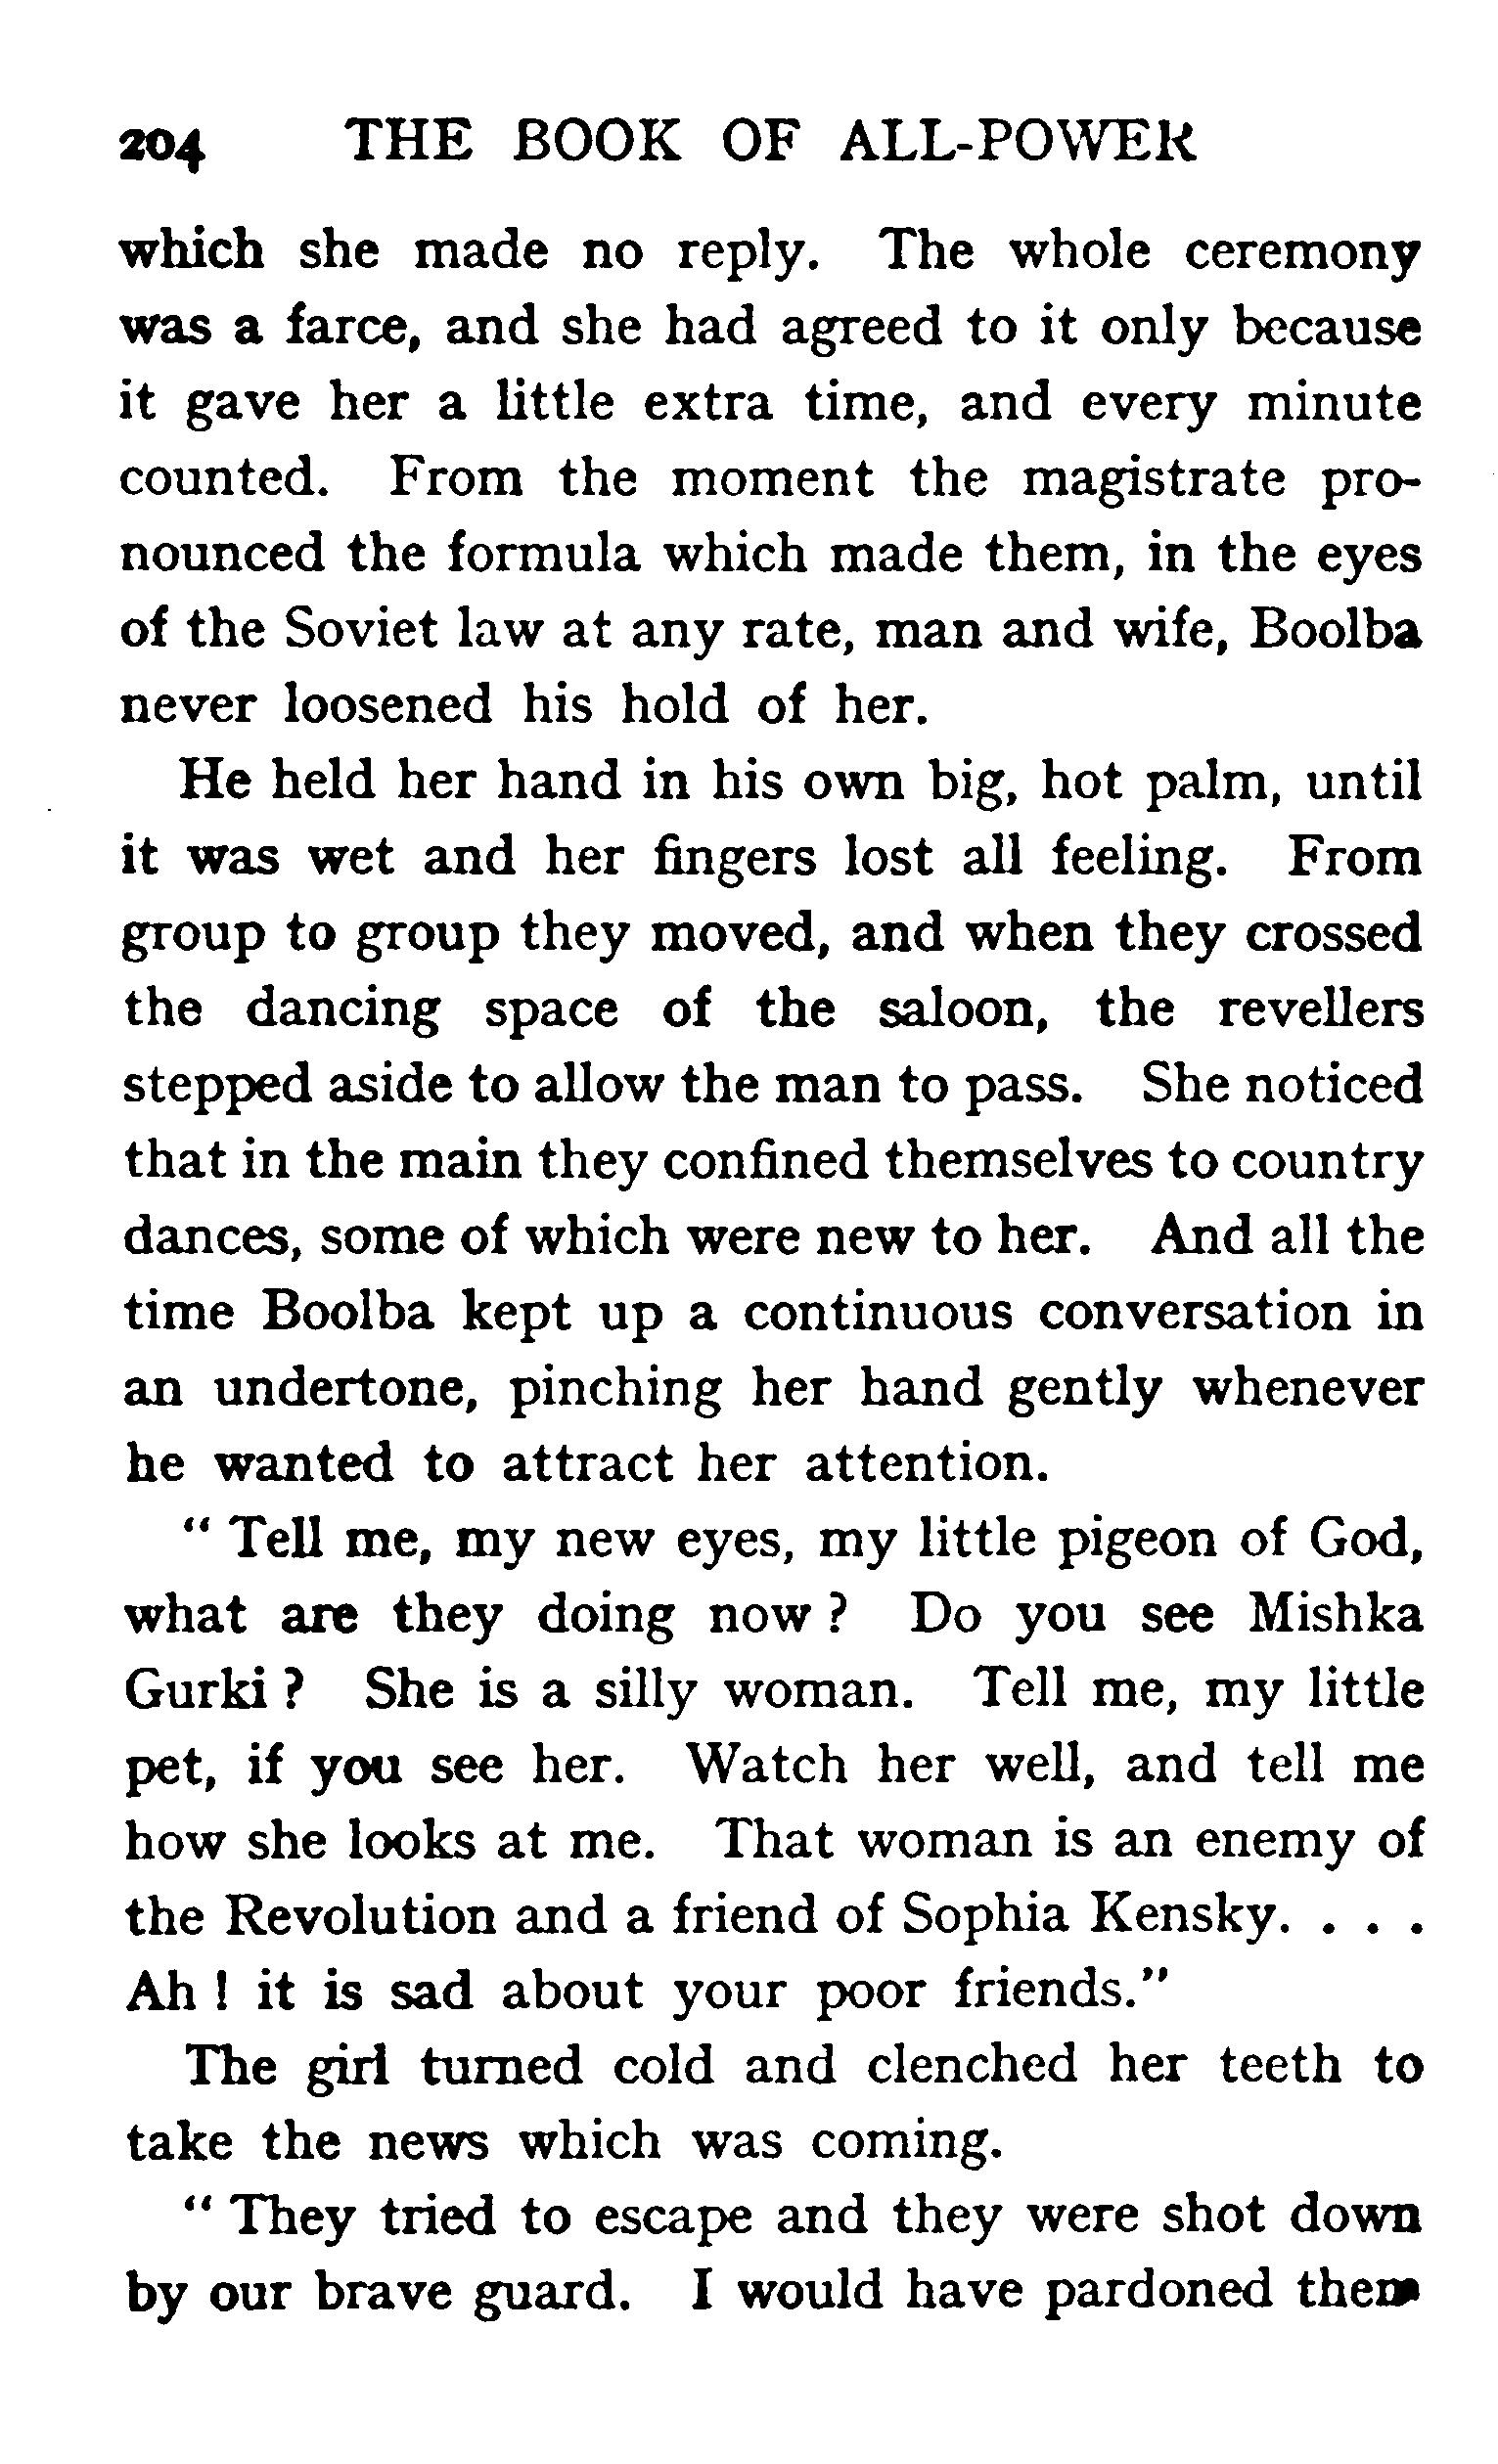 204 THE BOOK OF ALL-POWER
which she made no reply. The whole ceremony
was a farce, and she had agreed to it only because
it gave her a little extra time, and every minute
counted. From the moment the magistrate pro-
nounced the formula which made them, in the eyes
of the Soviet law at any rate, man and wife, Boolba
never loosened his hold of her.
He held her hand in his own big, hot palm, until
it was wet and her fingers lost all feeling. From
group to group they moved, and when they crossed
the dancing space of the saloon, the revellers
stepped aside to allow the man to pass. She noticed
that in the main they confined themselves to country
dances, some of which were new to her. And all the
time Boolba kept up a continuous conversation in
an undertone, pinching her hand gently whenever
he wanted to attract her attention.
" Tell me, my new eyes, my little pigeon of God,
what are they doing now ? Do you see Mishka
Gurki ? She is a silly woman. Tell me, my little
pet, if you see her. Watch her well, and tell me
how she looks at me. That woman is an enemy of
the Revolution and a friend of Sophia Kensky. . . .
Ah ! it is sad about your poor friends."
The girl turned cold and clenched her teeth to
take the news which was coming.
" They tried to escape and they were shot down
by our brave guard. I would have pardoned them